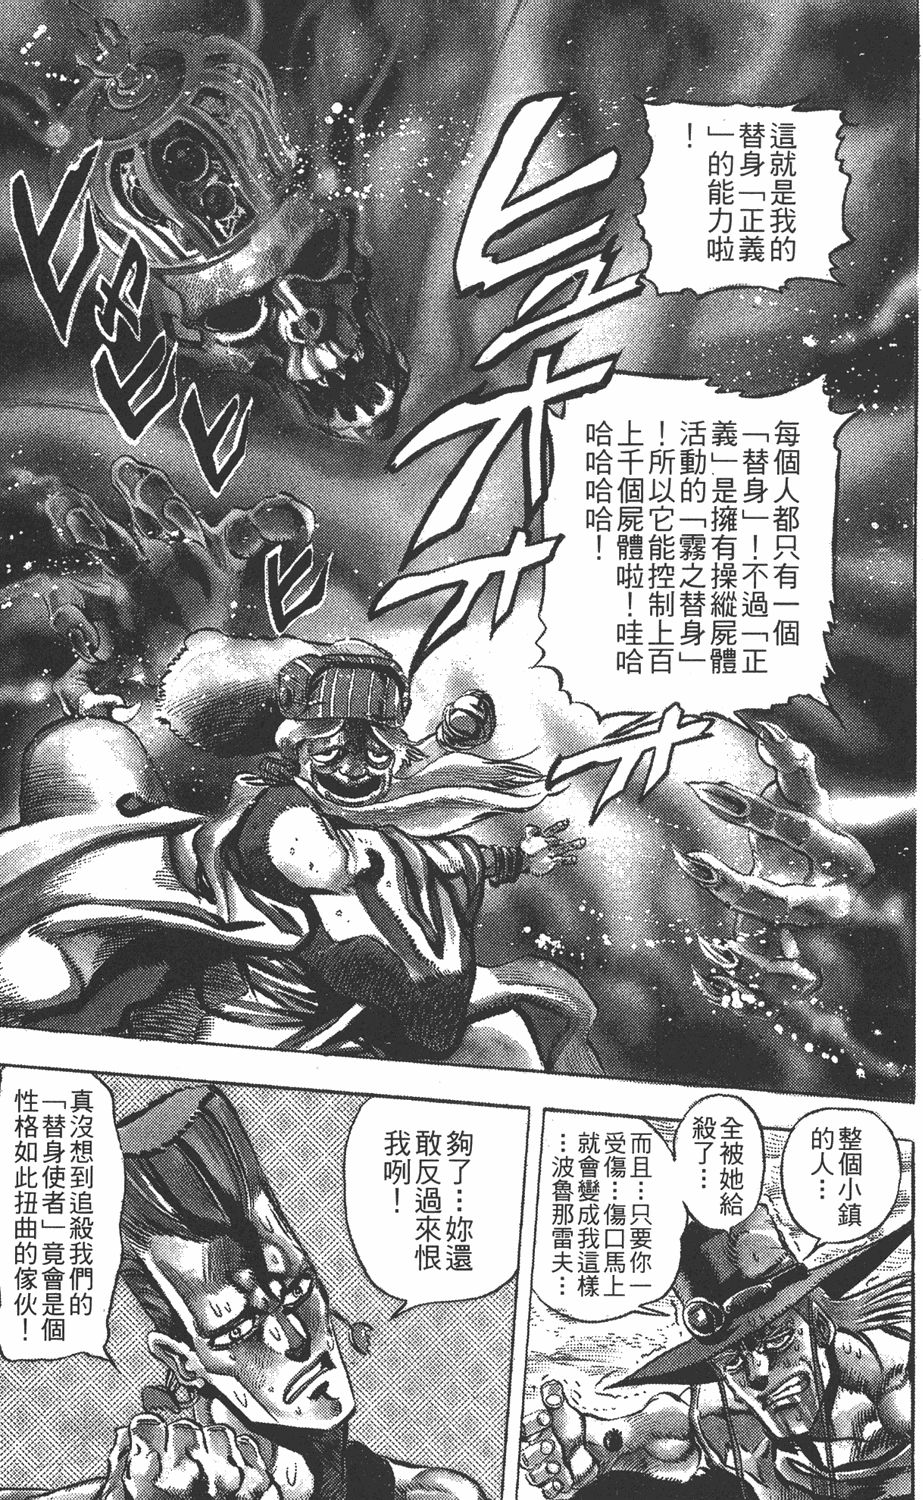 這就是我的
替身「正義
」的能力啦
！
每個人都只有一個
「替身」！不過「正
義」是擁有操縱屍體
活動的「霧之替身」
！所以它能控制上百
上千個屍體啦！哇哈
哈哈哈哈！
ヒュオオオ
ビュビビ
ビ
整個小鎮
的人…
全被她給
殺了…
而且…只要你一
受傷…傷口馬上
就會變成我這樣
…波魯那雷夫…
夠了…妳還
敢反過來恨
我咧！
真沒想到追殺我們的
「替身使者」竟會是個
性格如此扭曲的傢伙！